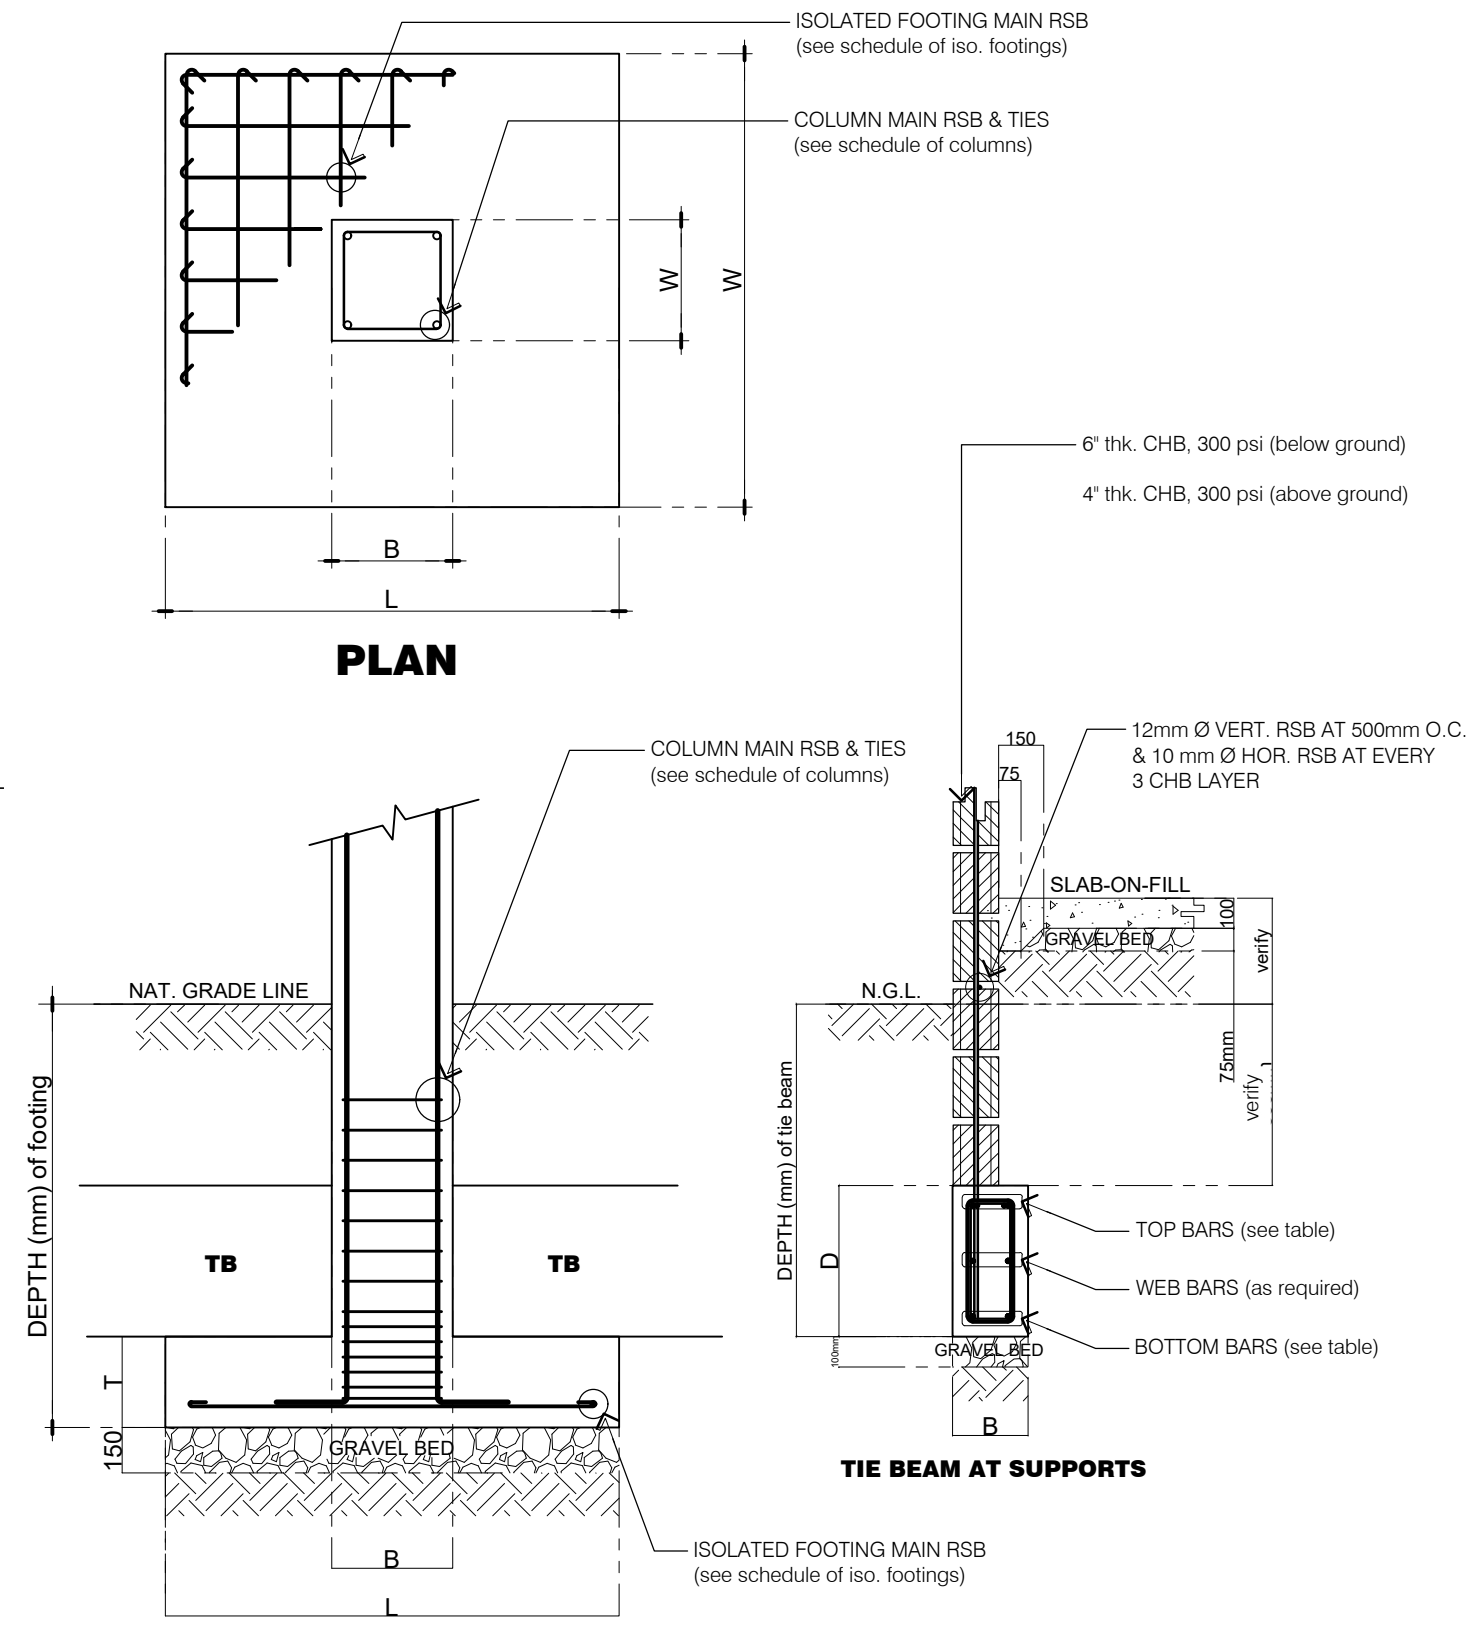 ISOLATED FOOTING MAIN RSB
(see schedule of iso. footings)
COLUMN MAIN RSB & TIES
(see schedule of columns)
W
W
B
L
PLAN
6" thk. CHB, 300 psi (below ground)
4" thk. CHB, 300 psi (above ground)
COLUMN MAIN RSB & TIES
(see schedule of columns)
NAT. GRADE LINE
DEPTH (mm) of footing
TB
TB
T
150
GRAVEL BED
B
L
ISOLATED FOOTING MAIN RSB
(see schedule of iso. footings)
12mm Ø VERT. RSB AT 500mm O.C.
& 10 mm Ø HOR. RSB AT EVERY
3 CHB LAYER
150
75
SLAB-ON-FILL
100
GRAVEL BED
verify
N.G.L.
75mm
verify
DEPTH (mm) of tie beam
D
TOP BARS (see table)
WEB BARS (as required)
BOTTOM BARS (see table)
100mm
GRAVEL BED
B
TIE BEAM AT SUPPORTS